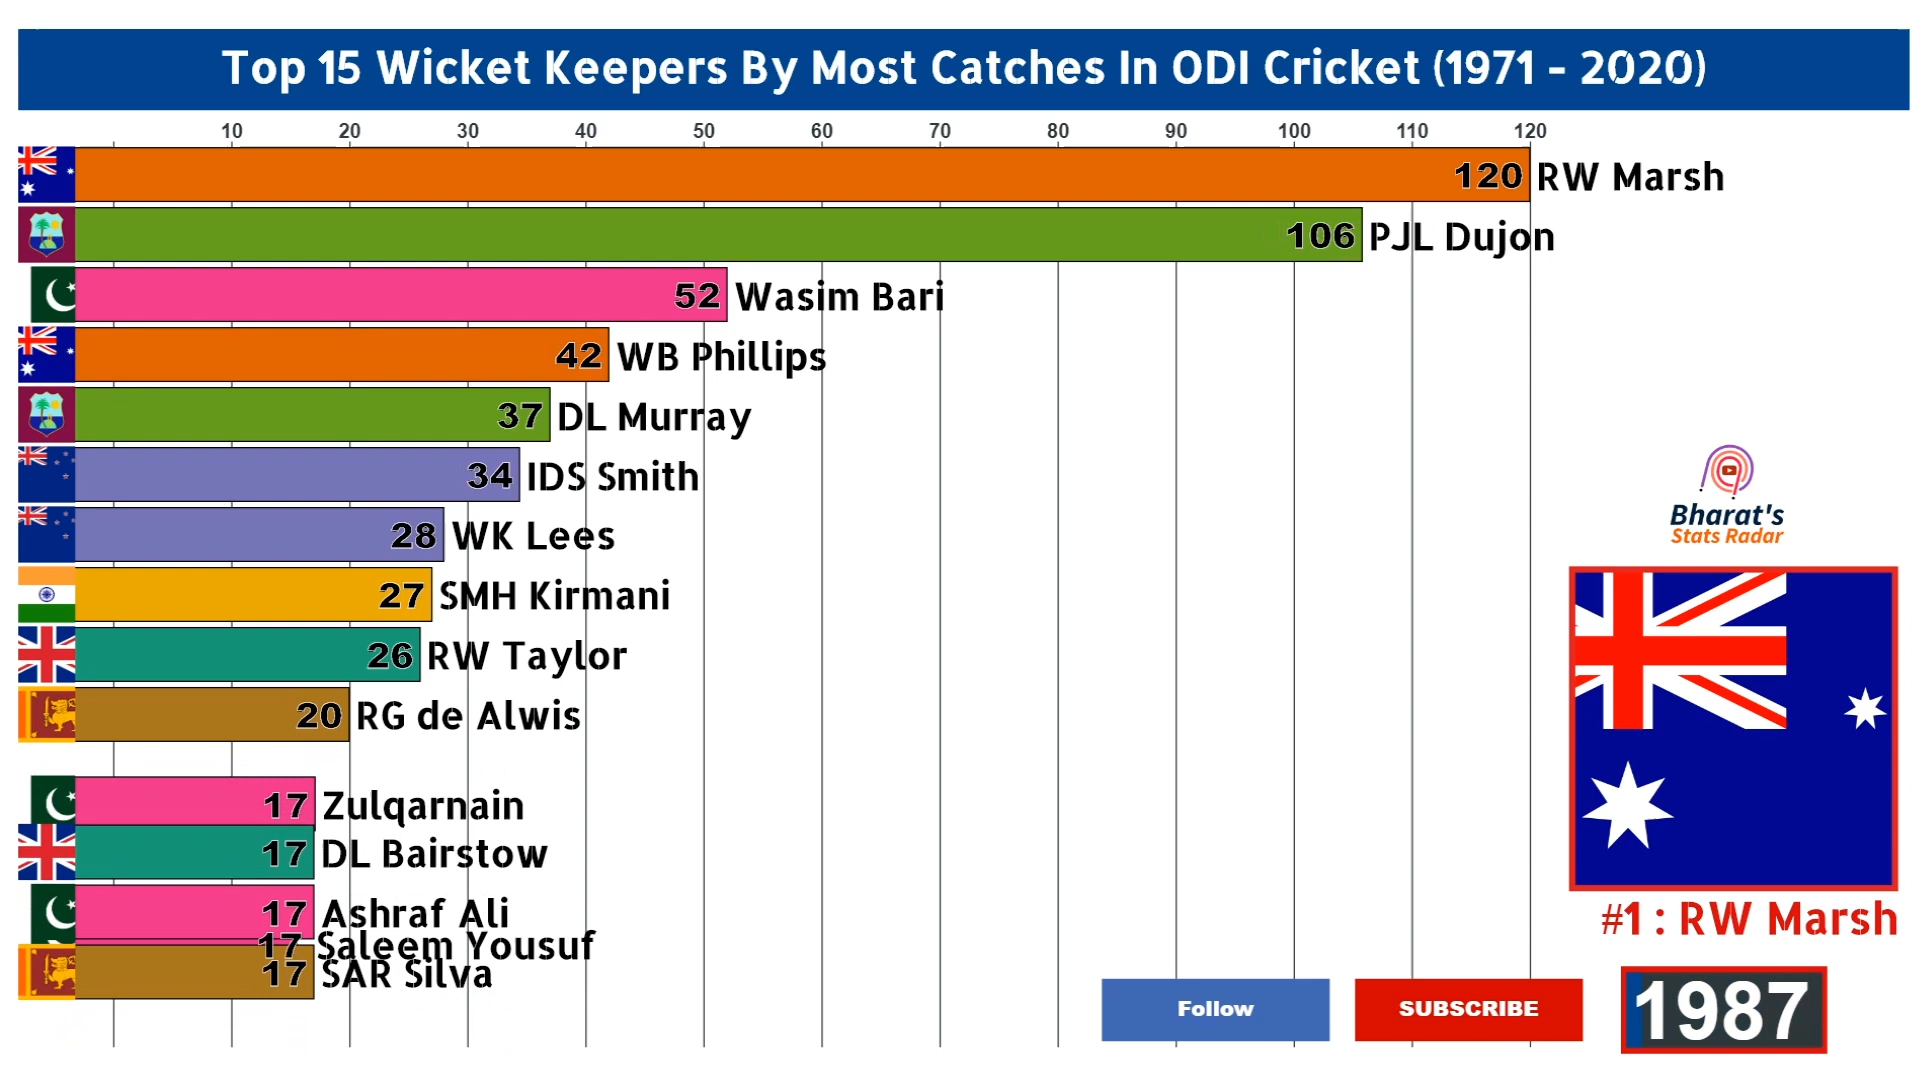 Top 15 Wicket Keepers By Most Catches In ODI Cricket (1971 - 2020)
10 20 30 40 50 60 70 80 90 100 110 120
120 RW Marsh
106 PJL Dujon
52 Wasim Bari
42 WB Phillips
37 DL Murray
34 IDS Smith
28 WK Lees
27 SMH Kirmani
26 RW Taylor
20 RG de Alwis
17 Zulqarnain
17 DL Bairstow
17 Ashraf Ali
17 Saleem Yousuf
17 SAR Silva
Bharat's
Stats Radar
#1 : RW Marsh
Follow
SUBSCRIBE
1987